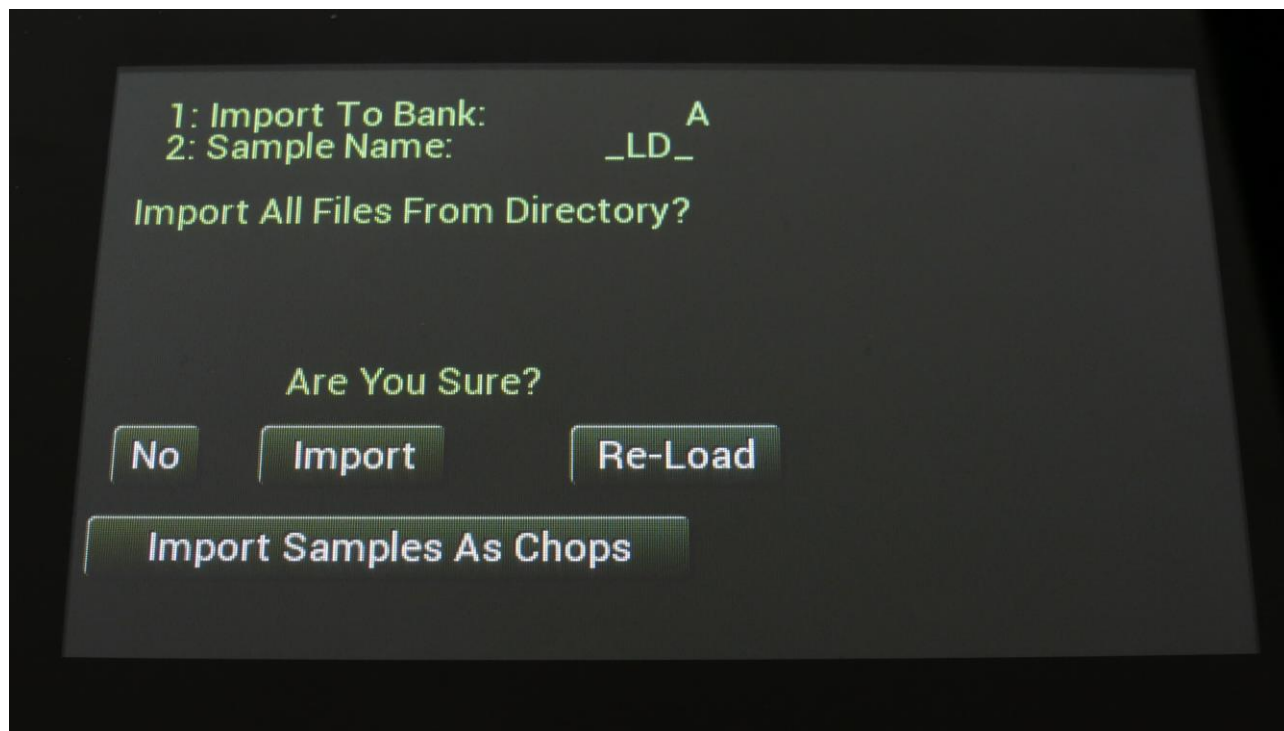 1: Import To Bank: A
2: Sample Name: _LD_
Import All Files From Directory?
Are You Sure?
No Import Re-Load
Import Samples As Chops